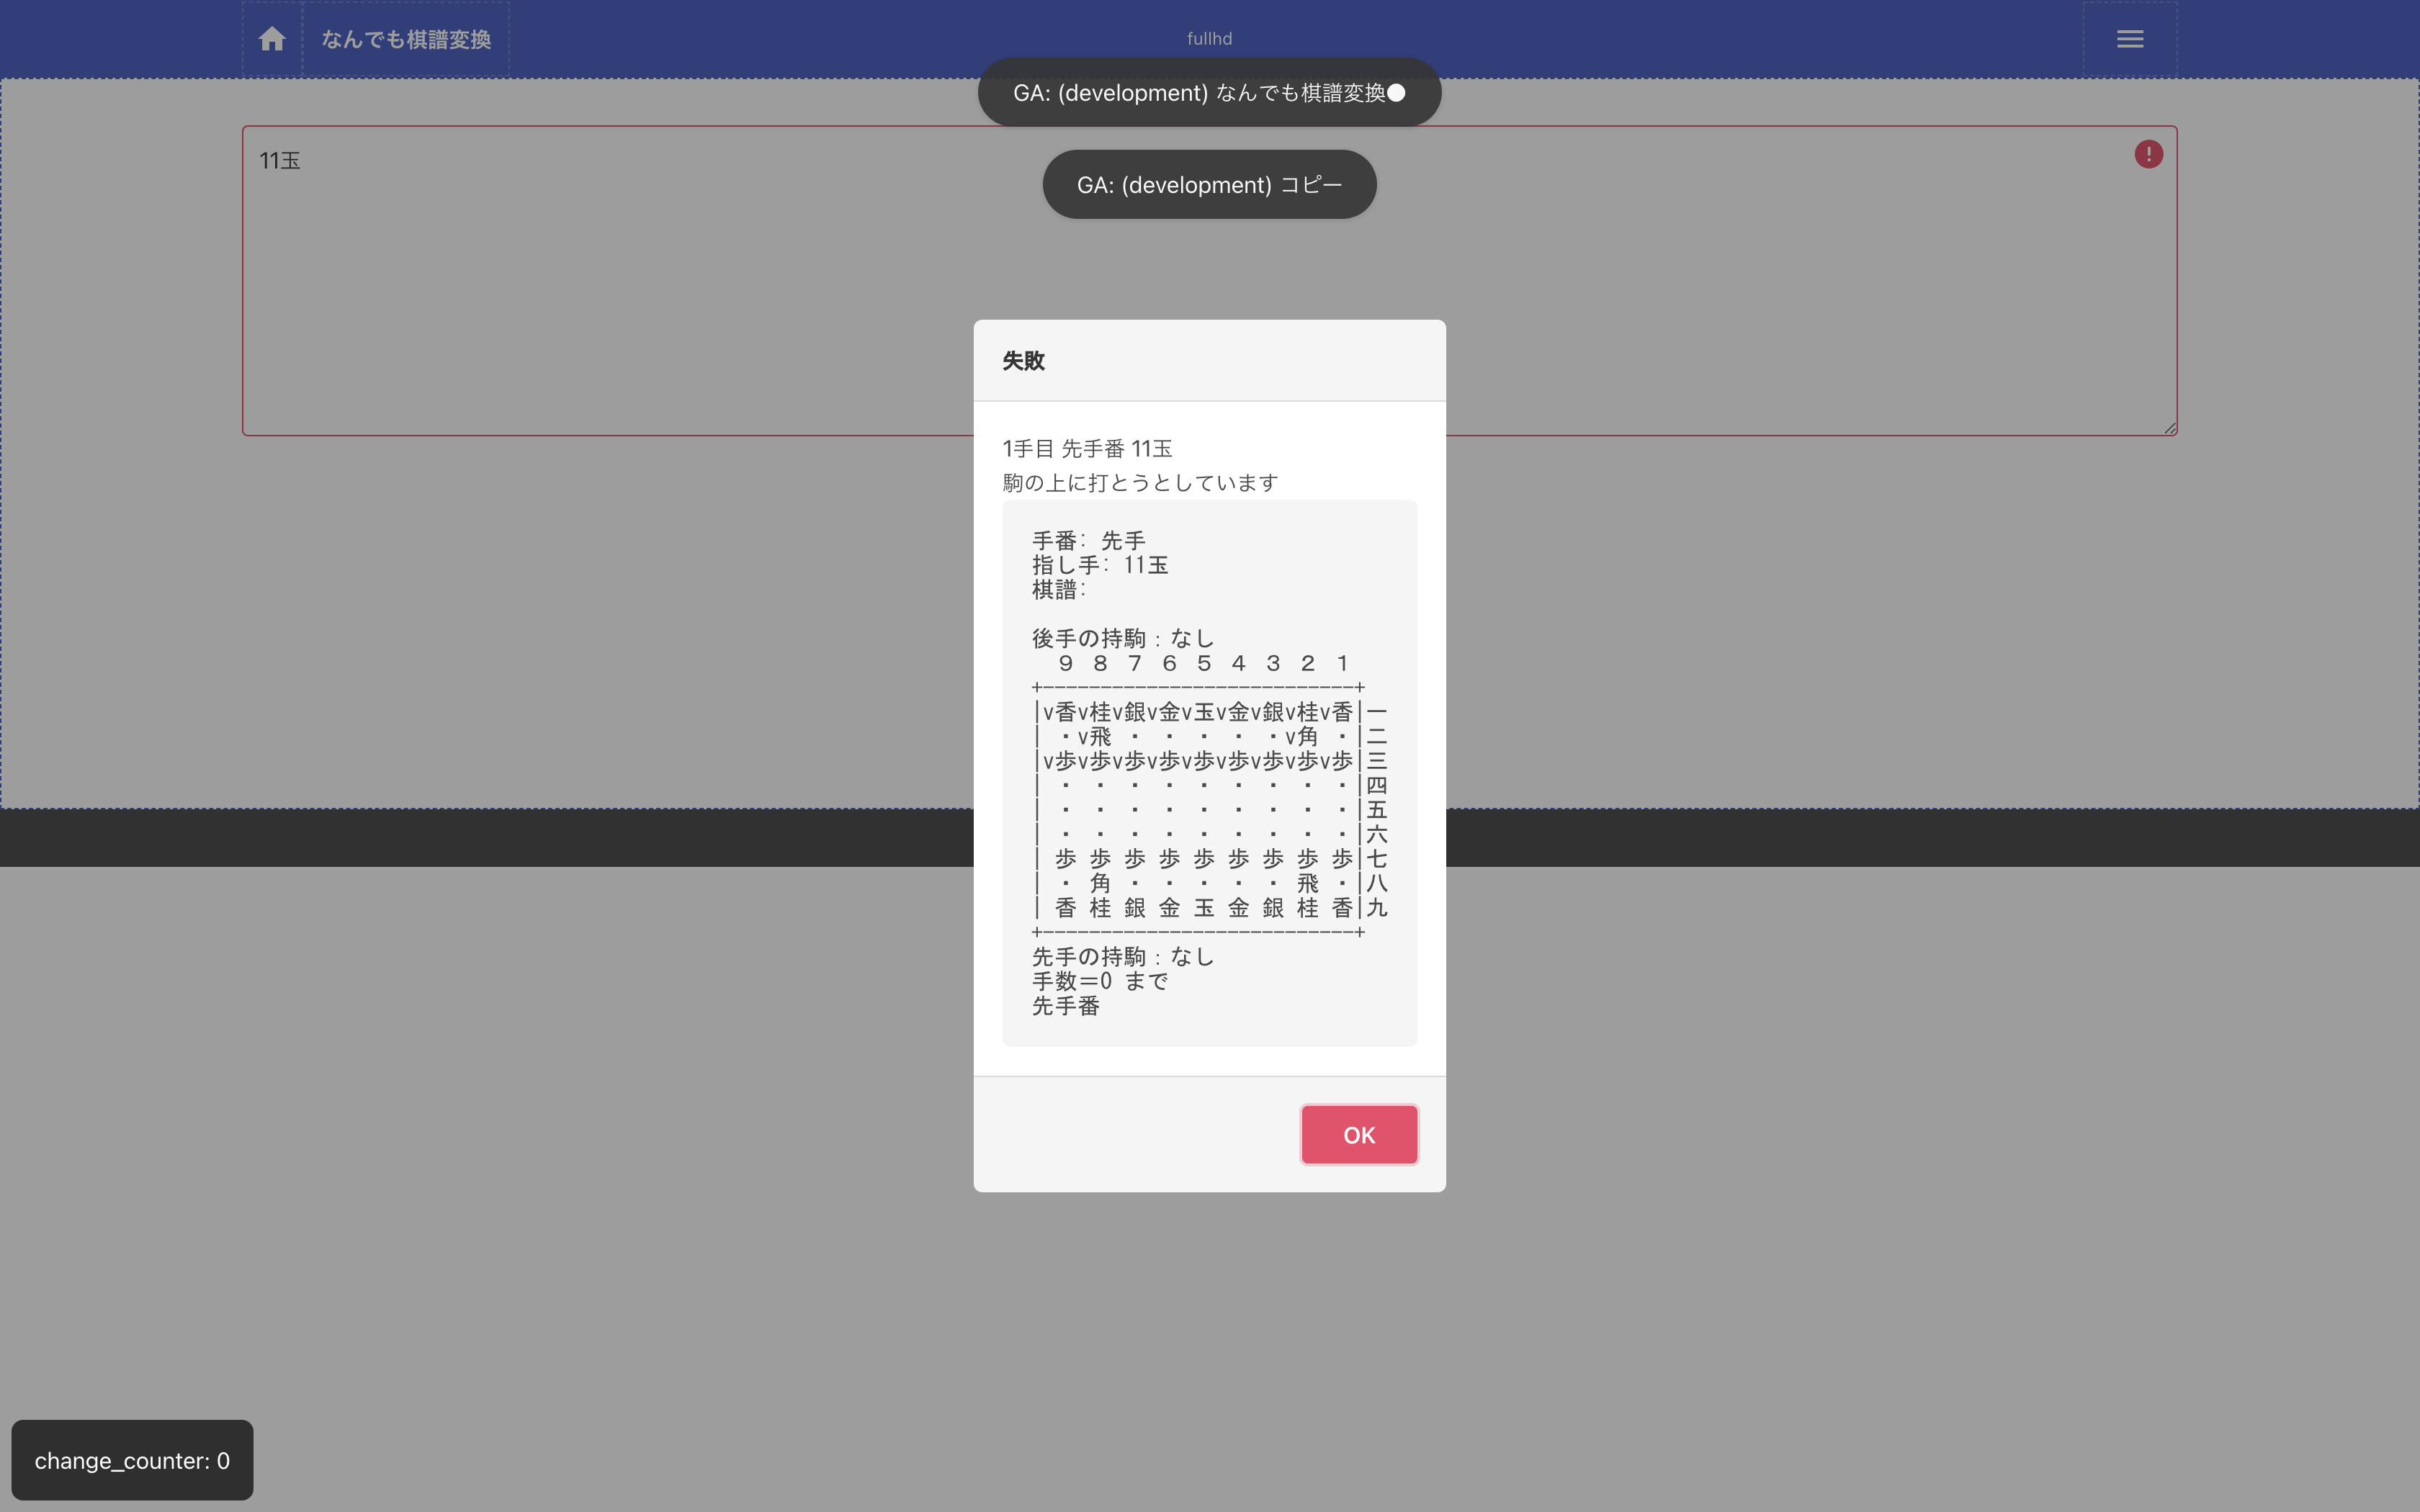 なんでも棋譜変換
fullhd
GA: (development) なんでも棋譜変換●
GA: (development) コピー
11玉
失敗
1手目 先手番 11玉
駒の上に打とうとしています
手番: 先手
指し手: 11玉
棋譜:
後手の持駒：なし
  ９ ８ ７ ６ ５ ４ ３ ２ １
+---------------------------+
|v香v桂v銀v金v玉v金v銀v桂v香|一
| ・v飛 ・ ・ ・ ・ ・v角 ・|二
|v歩v歩v歩v歩v歩v歩v歩v歩v歩|三
| ・ ・ ・ ・ ・ ・ ・ ・ ・|四
| ・ ・ ・ ・ ・ ・ ・ ・ ・|五
| ・ ・ ・ ・ ・ ・ ・ ・ ・|六
| 歩 歩 歩 歩 歩 歩 歩 歩 歩|七
| ・ 角 ・ ・ ・ ・ ・ 飛 ・|八
| 香 桂 銀 金 玉 金 銀 桂 香|九
+---------------------------+
先手の持駒：なし
手数＝0 まで
先手番
OK
change_counter: 0